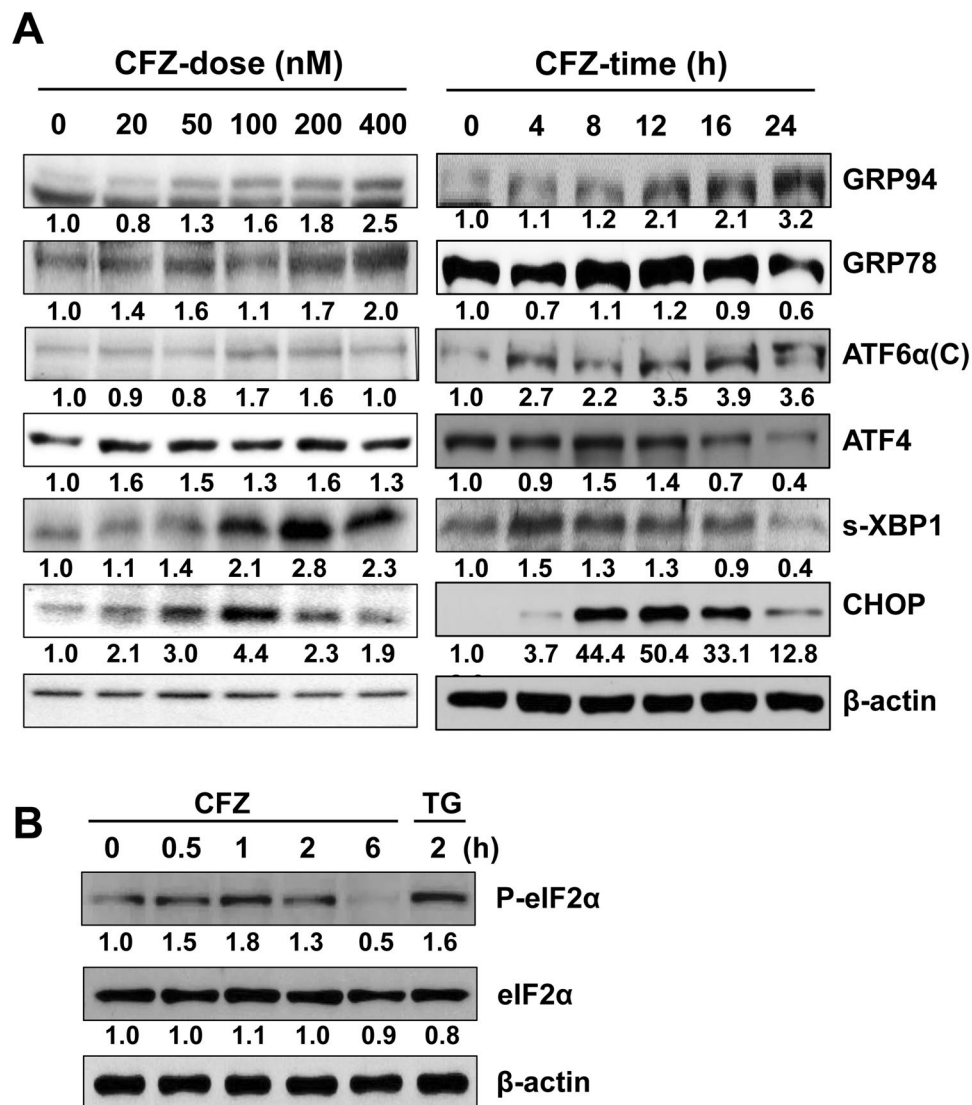 A
CFZ-dose (nM) CFZ-time (h)
0 20 50 100 200 400 0 4 8 12 16 24
GRP94
1.0 0.8 1.3 1.6 1.8 2.5 1.0 1.1 1.2 2.1 2.1 3.2
GRP78
1.0 1.4 1.6 1.1 1.7 2.0 1.0 0.7 1.1 1.2 0.9 0.6
ATF6α(C)
1.0 0.9 0.8 1.7 1.6 1.0 1.0 2.7 2.2 3.5 3.9 3.6
ATF4
1.0 1.6 1.5 1.3 1.6 1.3 1.0 0.9 1.5 1.4 0.7 0.4
s-XBP1
1.0 1.1 1.4 2.1 2.8 2.3 1.0 1.5 1.3 1.3 0.9 0.4
CHOP
1.0 2.1 3.0 4.4 2.3 1.9 1.0 3.7 44.4 50.4 33.1 12.8
β-actin
B
CFZ TG
0 0.5 1 2 6 2 (h)
P-eIF2α
1.0 1.5 1.8 1.3 0.5 1.6
eIF2α
1.0 1.0 1.1 1.0 0.9 0.8
β-actin